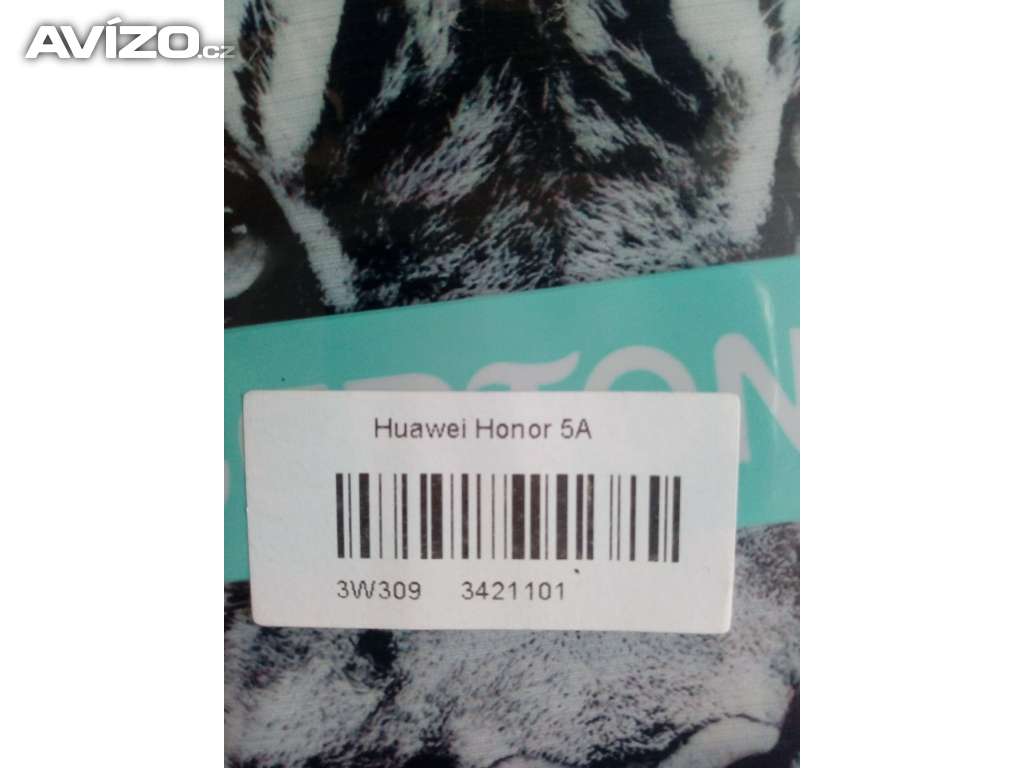 AVÍZO.cz
Huawei Honor 5A
3W309 3421101